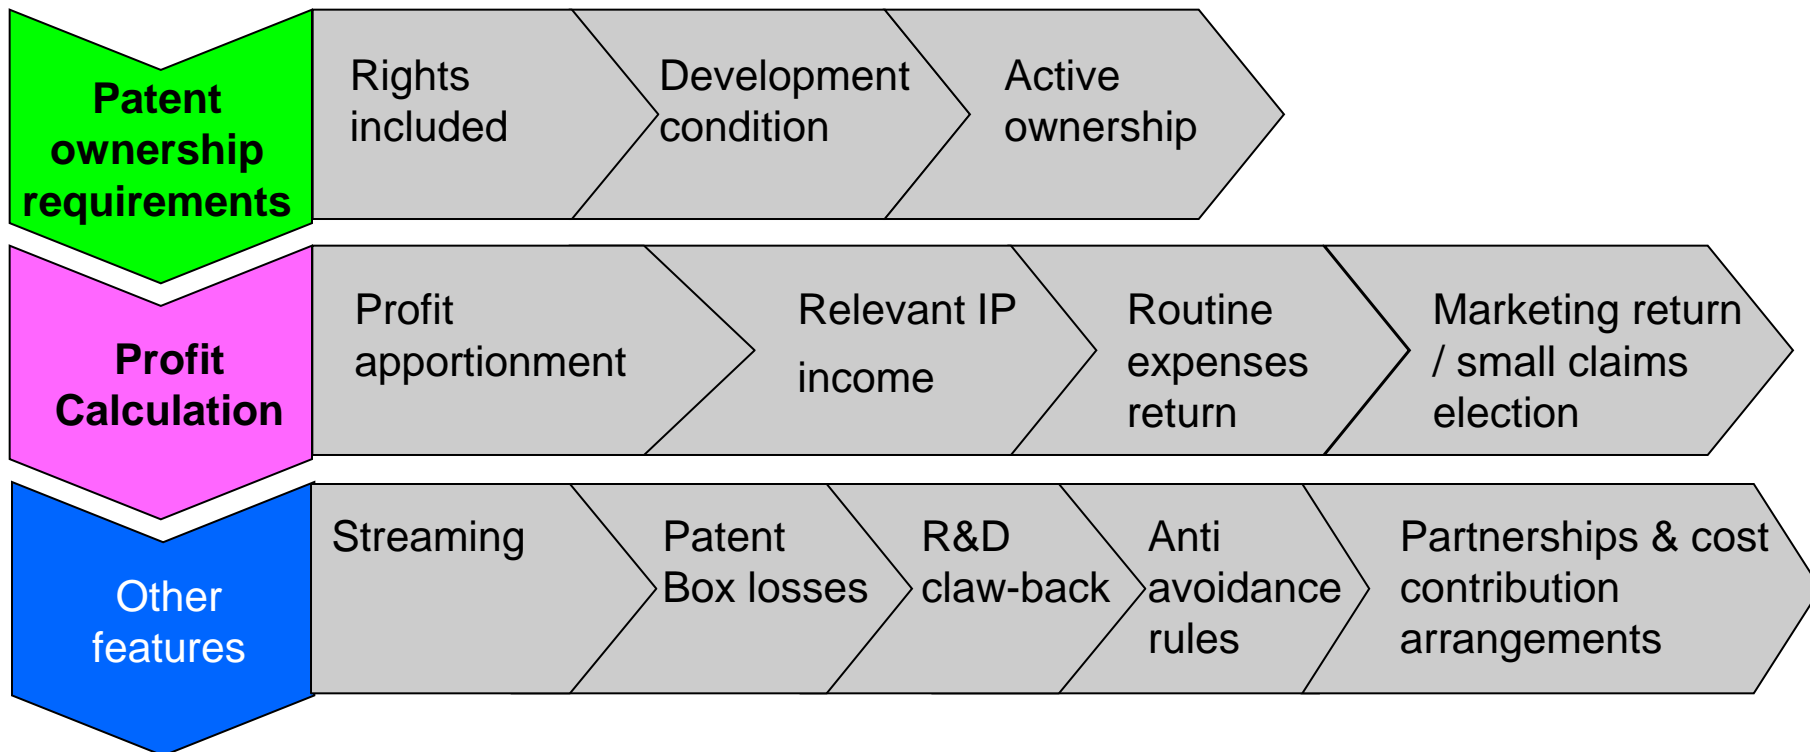 Patent
ownership
requirements
Rights
included
Development
condition
Active
ownership
Profit
Calculation
Profit
apportionment
Relevant IP
income
Routine
expenses
return
Marketing return
/ small claims
election
Other
features
Streaming
Patent
Box losses
R&D
claw-back
Anti
avoidance
rules
Partnerships & cost
contribution
arrangements